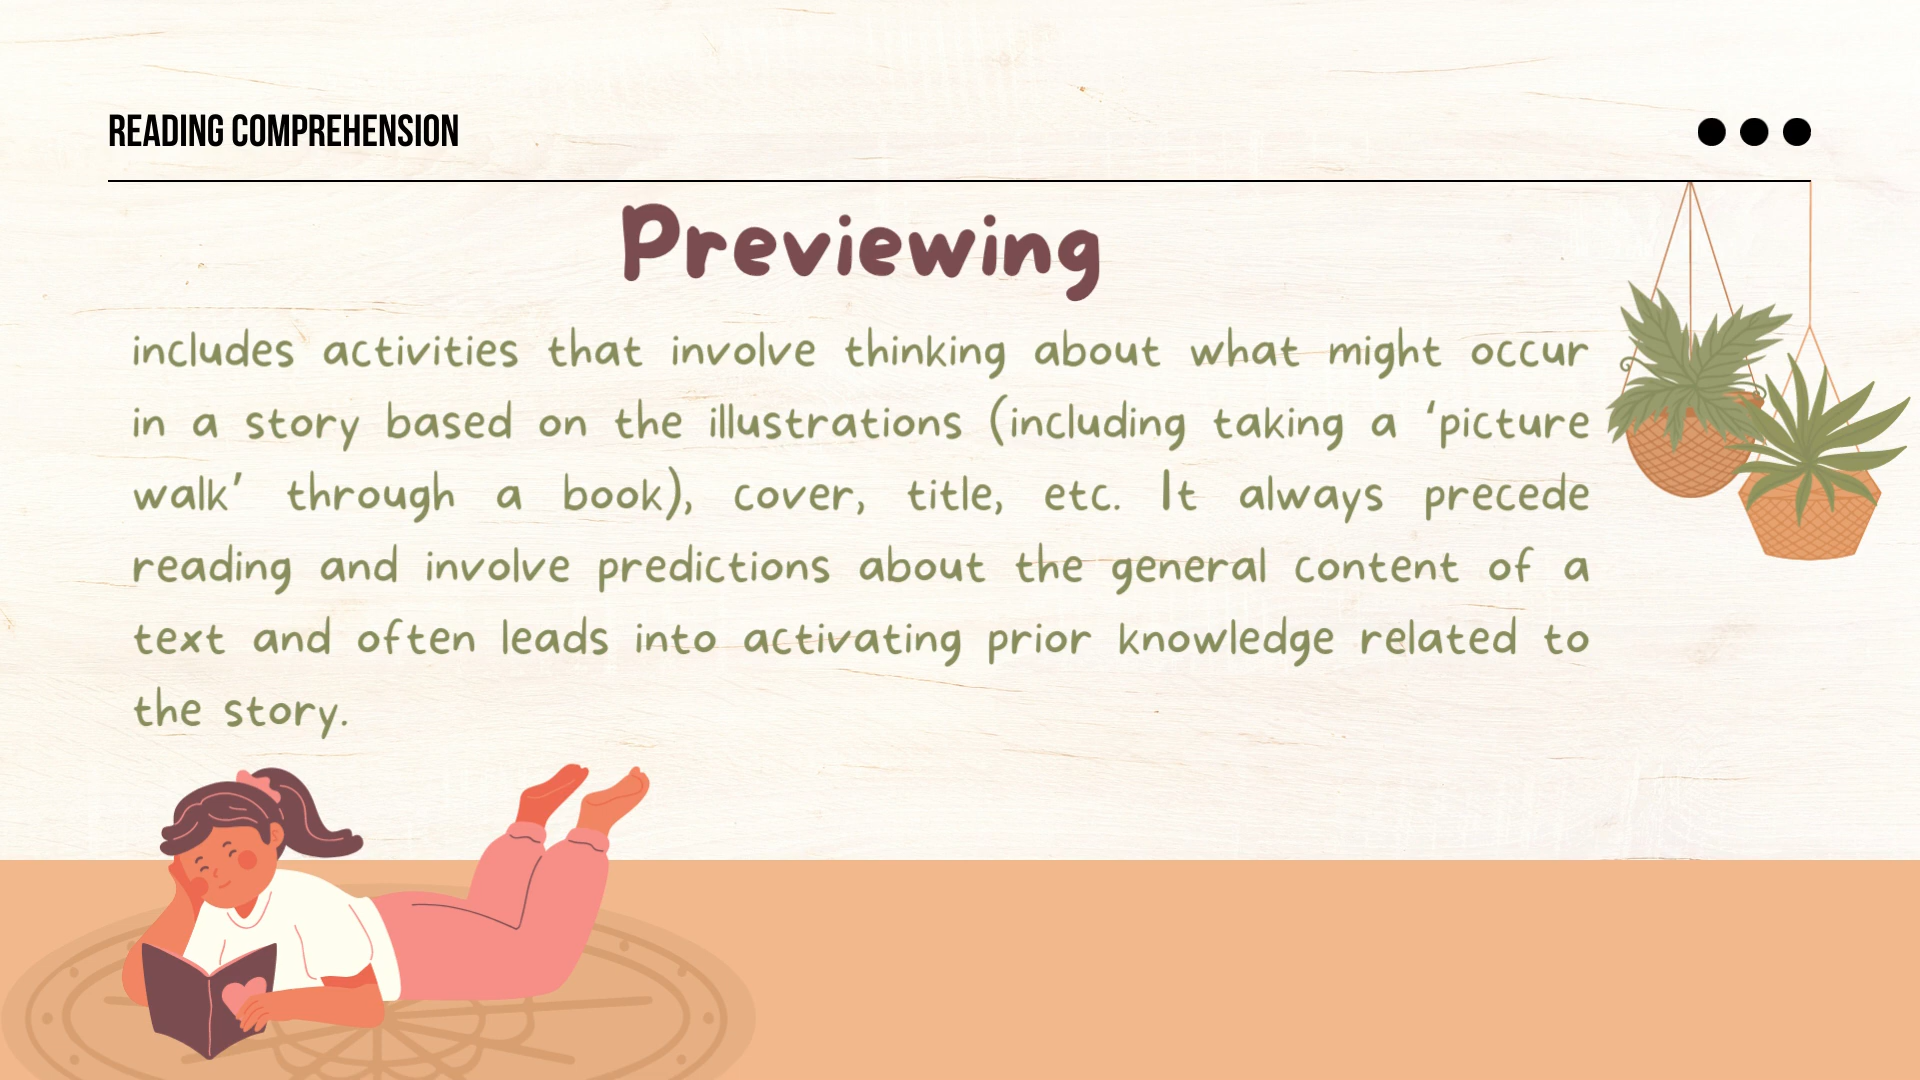 READING COMPREHENSION
Previewing
includes activities that involve thinking about what might occur
in a story based on the illustrations (including taking a ‘picture
walk’ through a book), cover, title, etc. It always precede
reading and involve predictions about the general content of a
text and often leads into activating prior knowledge related to
the story.